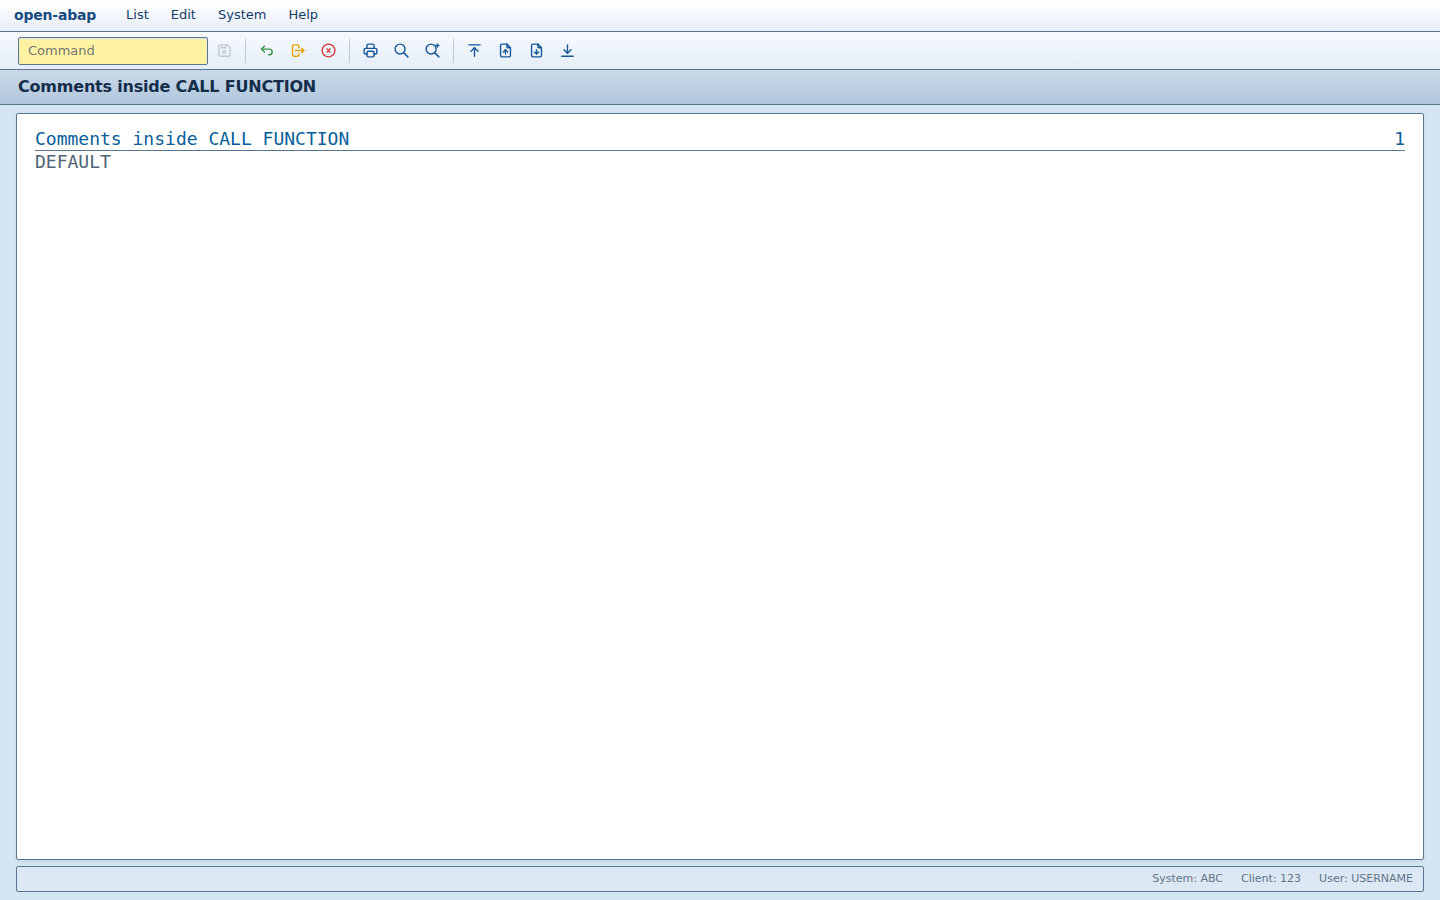 open-abap List Edit System Help
Command
Comments inside CALL FUNCTION
Comments inside CALL FUNCTION 1
DEFAULT
System: ABC Client: 123 User: USERNAME